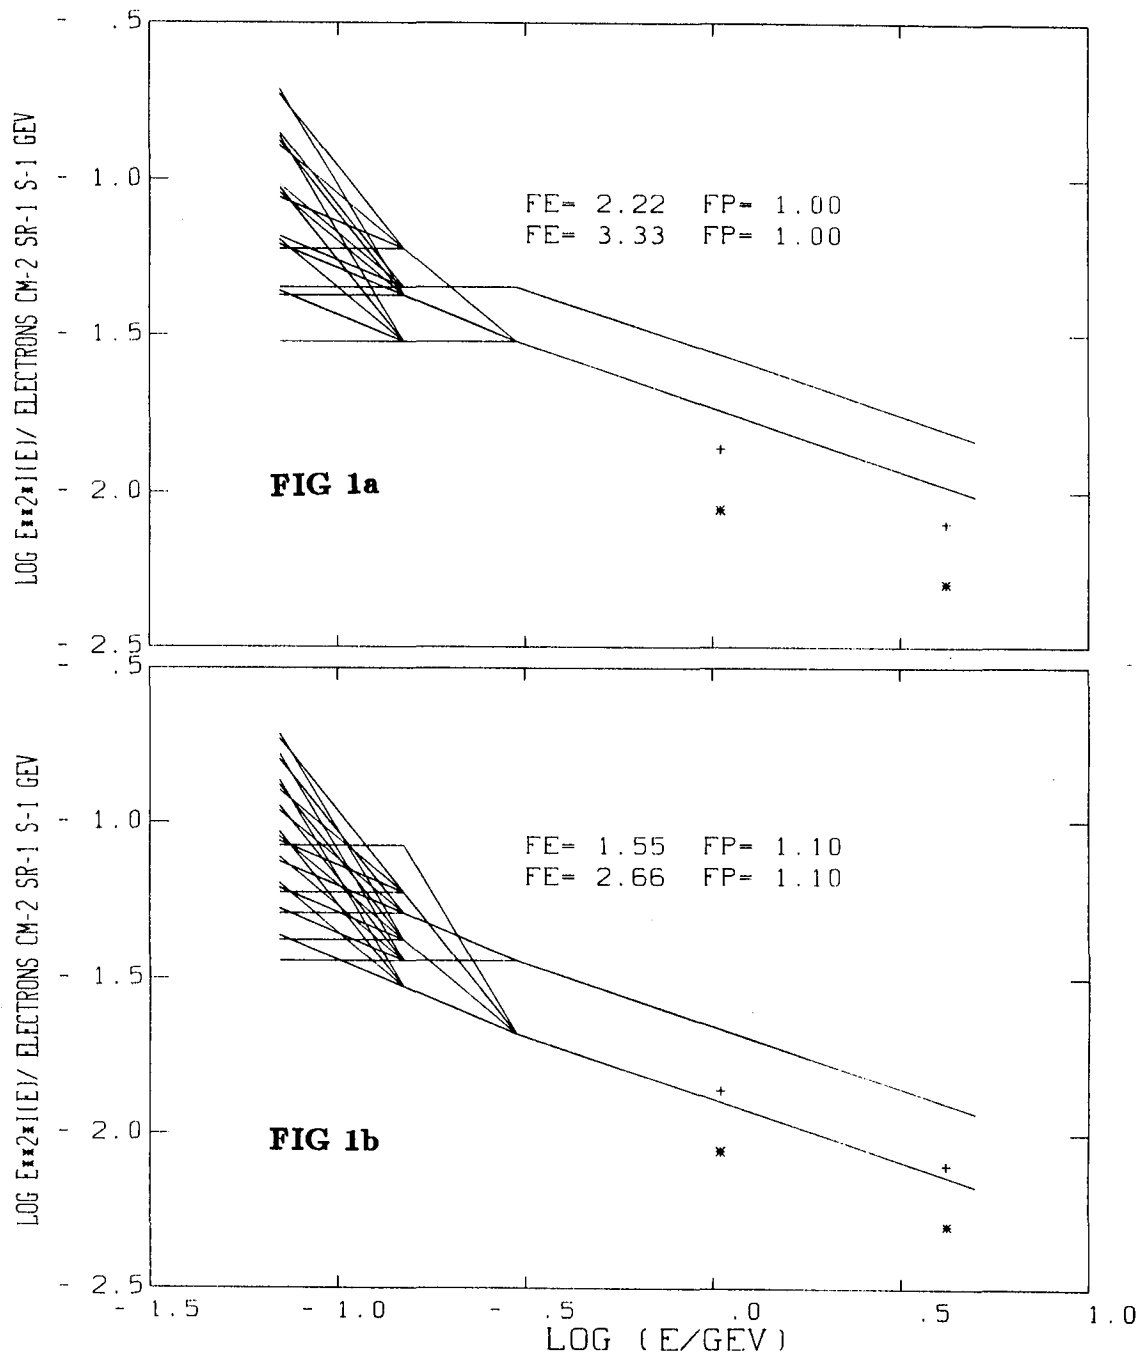 - .5
- 1.0
- 1.5
- 2.0
- 2.5
LOG E**2*I(E)/ ELECTRONS CM-2 SR-1 S-1 GEV
FE= 2.22 FP= 1.00
FE= 3.33 FP= 1.00
FIG 1a
- .5
- 1.0
- 1.5
- 2.0
- 2.5
LOG E**2*I(E)/ ELECTRONS CM-2 SR-1 S-1 GEV
FE= 1.55 FP= 1.10
FE= 2.66 FP= 1.10
FIG 1b
-1.5 -1.0 - .5 .0 .5 1.0
LOG (E/GEV)